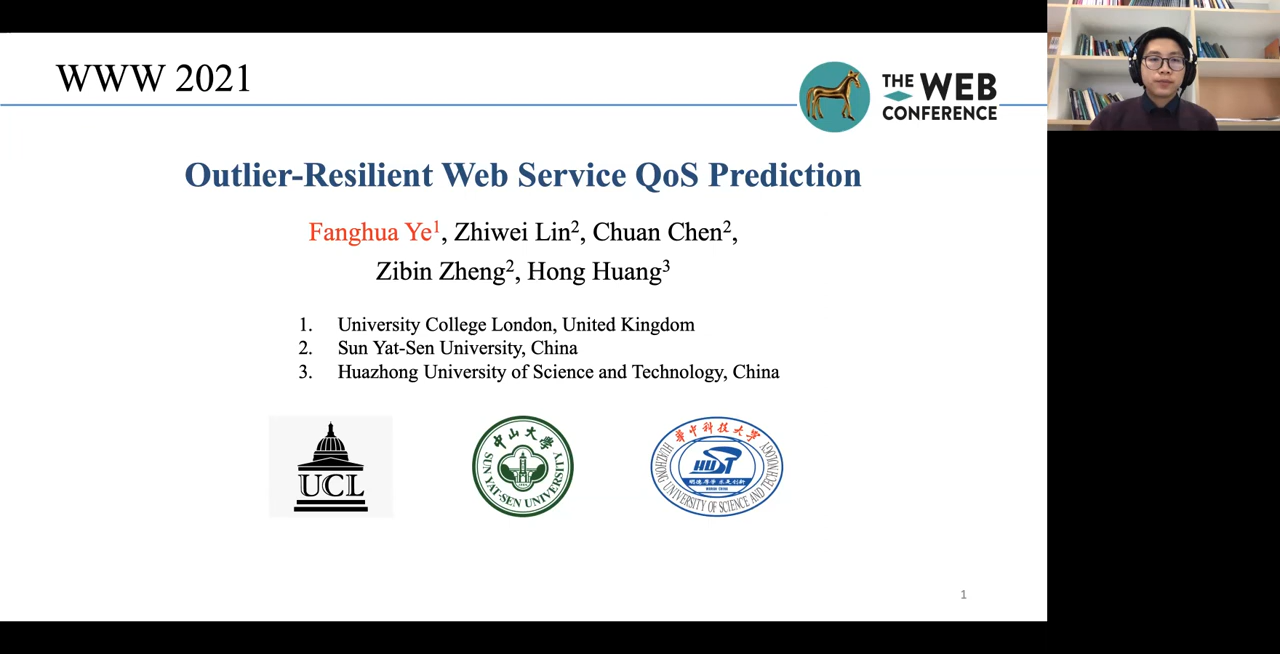 WWW 2021
THE WEB
CONFERENCE
Outlier-Resilient Web Service QoS Prediction
Fanghua Ye¹, Zhiwei Lin², Chuan Chen²,
Zibin Zheng², Hong Huang³
1. University College London, United Kingdom
2. Sun Yat-Sen University, China
3. Huazhong University of Science and Technology, China
UCL
中山大学
SUN YAT-SEN UNIVERSITY
華中科技大学
HUST
HUAZHONG UNIVERSITY OF SCIENCE AND TECHNOLOGY
1